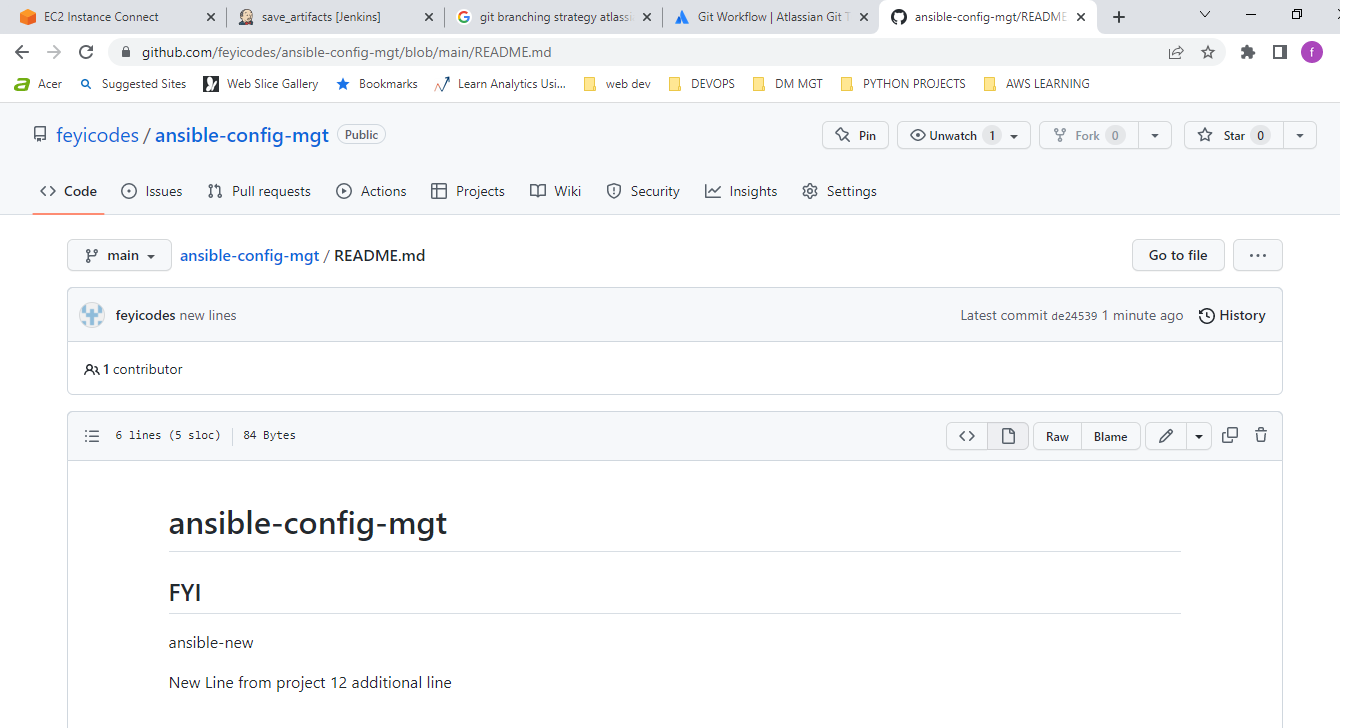 EC2 Instance Connect save_artifacts [Jenkins] git branching strategy atlassi Git Workflow | Atlassian Git T ansible-config-mgt/README
github.com/feyicodes/ansible-config-mgt/blob/main/README.md f
Acer Suggested Sites Web Slice Gallery Bookmarks Learn Analytics Usi... web dev DEVOPS DM MGT PYTHON PROJECTS AWS LEARNING
feyicodes / ansible-config-mgt Public Pin Unwatch 1 Fork 0 Star 0
Code Issues Pull requests Actions Projects Wiki Security Insights Settings
main ansible-config-mgt / README.md Go to file ...
feyicodes new lines Latest commit de24539 1 minute ago History
1 contributor
6 lines (5 sloc) 84 Bytes Raw Blame
ansible-config-mgt
FYI
ansible-new
New Line from project 12 additional line